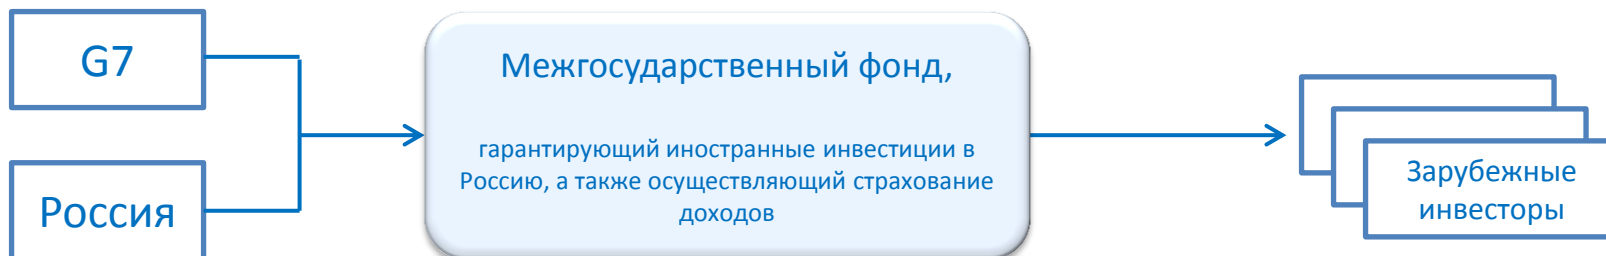 G7
Россия
Межгосударственный фонд,
гарантирующий иностранные инвестиции в
Россию, а также осуществляющий страхование
доходов
Зарубежные
инвесторы